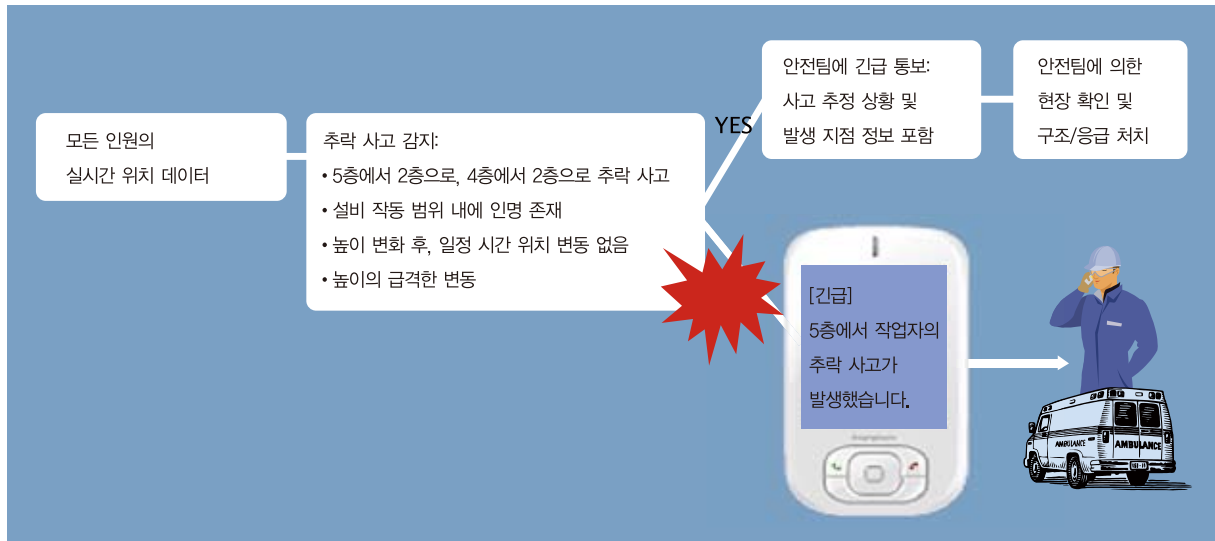 모든 인원의
실시간 위치 데이터
추락 사고 감지:
• 5층에서 2층으로, 4층에서 2층으로 추락 사고
• 설비 작동 범위 내에 인명 존재
• 높이 변화 후, 일정 시간 위치 변동 없음
• 높이의 급격한 변동
YES
안전팀에 긴급 통보:
사고 추정 상황 및
발생 지점 정보 포함
안전팀에 의한
현장 확인 및
구조/응급 처치
[긴급]
5층에서 작업자의
추락 사고가
발생했습니다.
AMBULANCE
AMBULANCE